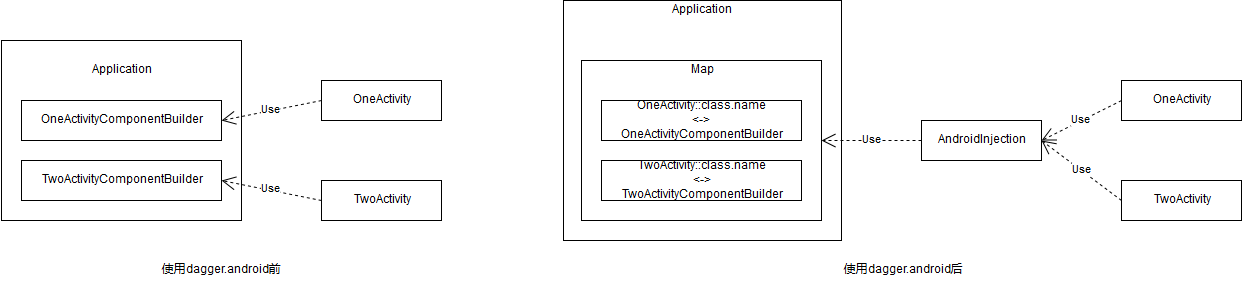 Application
OneActivityComponentBuilder
TwoActivityComponentBuilder
Use
Use
OneActivity
TwoActivity
使用dagger.android前
Application
Map
OneActivity::class.name
<->
OneActivityComponentBuilder
TwoActivity::class.name
<->
TwoActivityComponentBuilder
Use
AndroidInjection
Use
Use
OneActivity
TwoActivity
使用dagger.android后